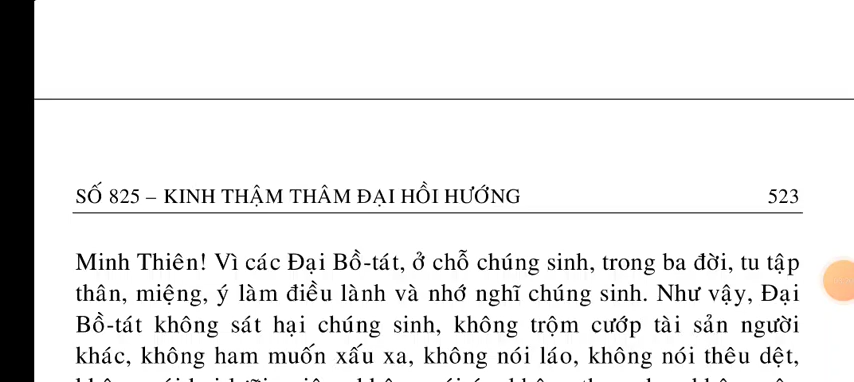 SỐ 825 – KINH THẬM THÂM ĐẠI HỒI HƯỚNG 523
Minh Thiên! Vì các Đại Bồ-tát, ở chỗ chúng sinh, trong ba đời, tu tập
thân, miệng, ý làm điều lành và nhớ nghĩ chúng sinh. Như vậy, Đại
Bồ-tát không sát hại chúng sinh, không trộm cướp tài sản người
khác, không ham muốn xấu xa, không nói láo, không nói thêu dệt,